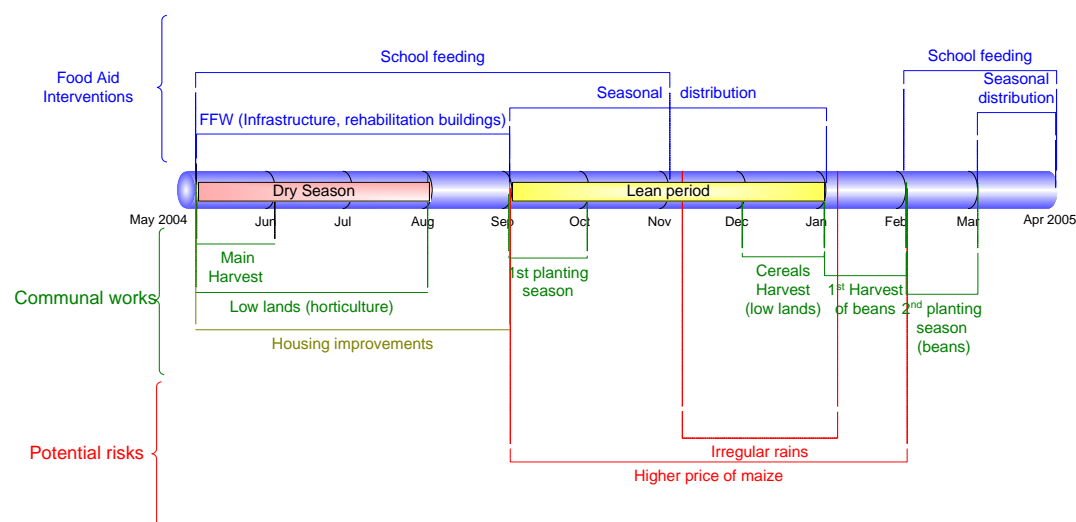 School feeding
School feeding
Food Aid
Interventions
Seasonal distribution
Seasonal
distribution
FFW (Infrastructure, rehabilitation buildings)
Dry Season
Lean period
May 2004
Jun
Jul
Aug
Sep
Oct
Nov
Dec
Jan
Feb
Mar
Apr 2005
Main
Harvest
1st planting
season
Cereals
Harvest
(low lands)
1st Harvest
of beans
2nd planting
season
(beans)
Communal works
Low lands (horticulture)
Housing improvements
Potential risks
Irregular rains
Higher price of maize